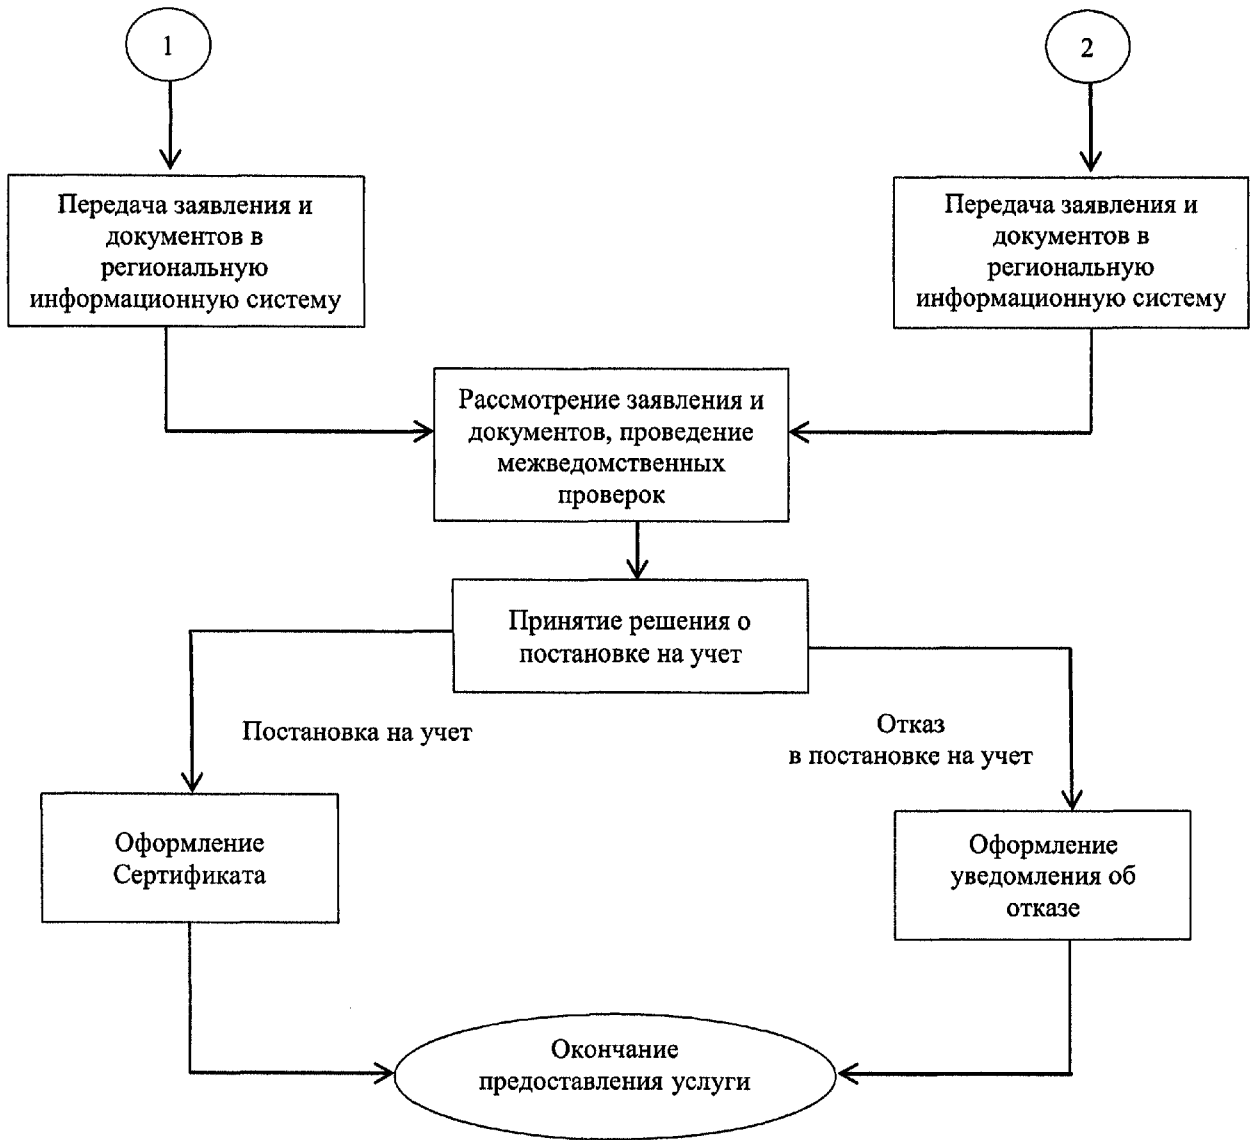 1
2
Передача заявления и
документов в
региональную
информационную систему
Передача заявления и
документов в
региональную
информационную систему
Рассмотрение заявления и
документов, проведение
межведомственных
проверок
Принятие решения о
постановке на учет
Постановка на учет
Отказ
в постановке на учет
Оформление
Сертификата
Оформление
уведомления об
отказе
Окончание
предоставления услуги